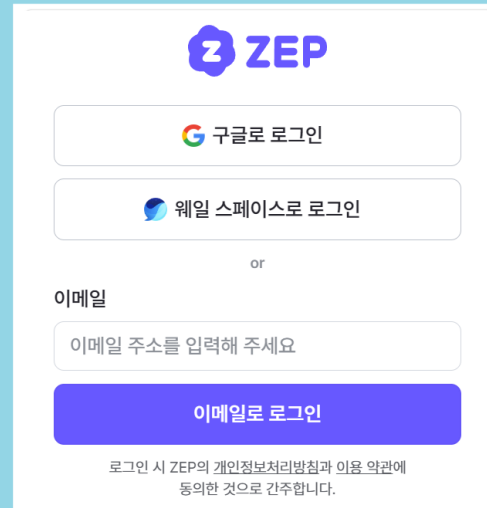 ZEP
구글로 로그인
웨일 스페이스로 로그인
or
이메일
이메일 주소를 입력해 주세요
이메일로 로그인
로그인 시 ZEP의 개인정보처리방침과 이용 약관에
동의한 것으로 간주합니다.